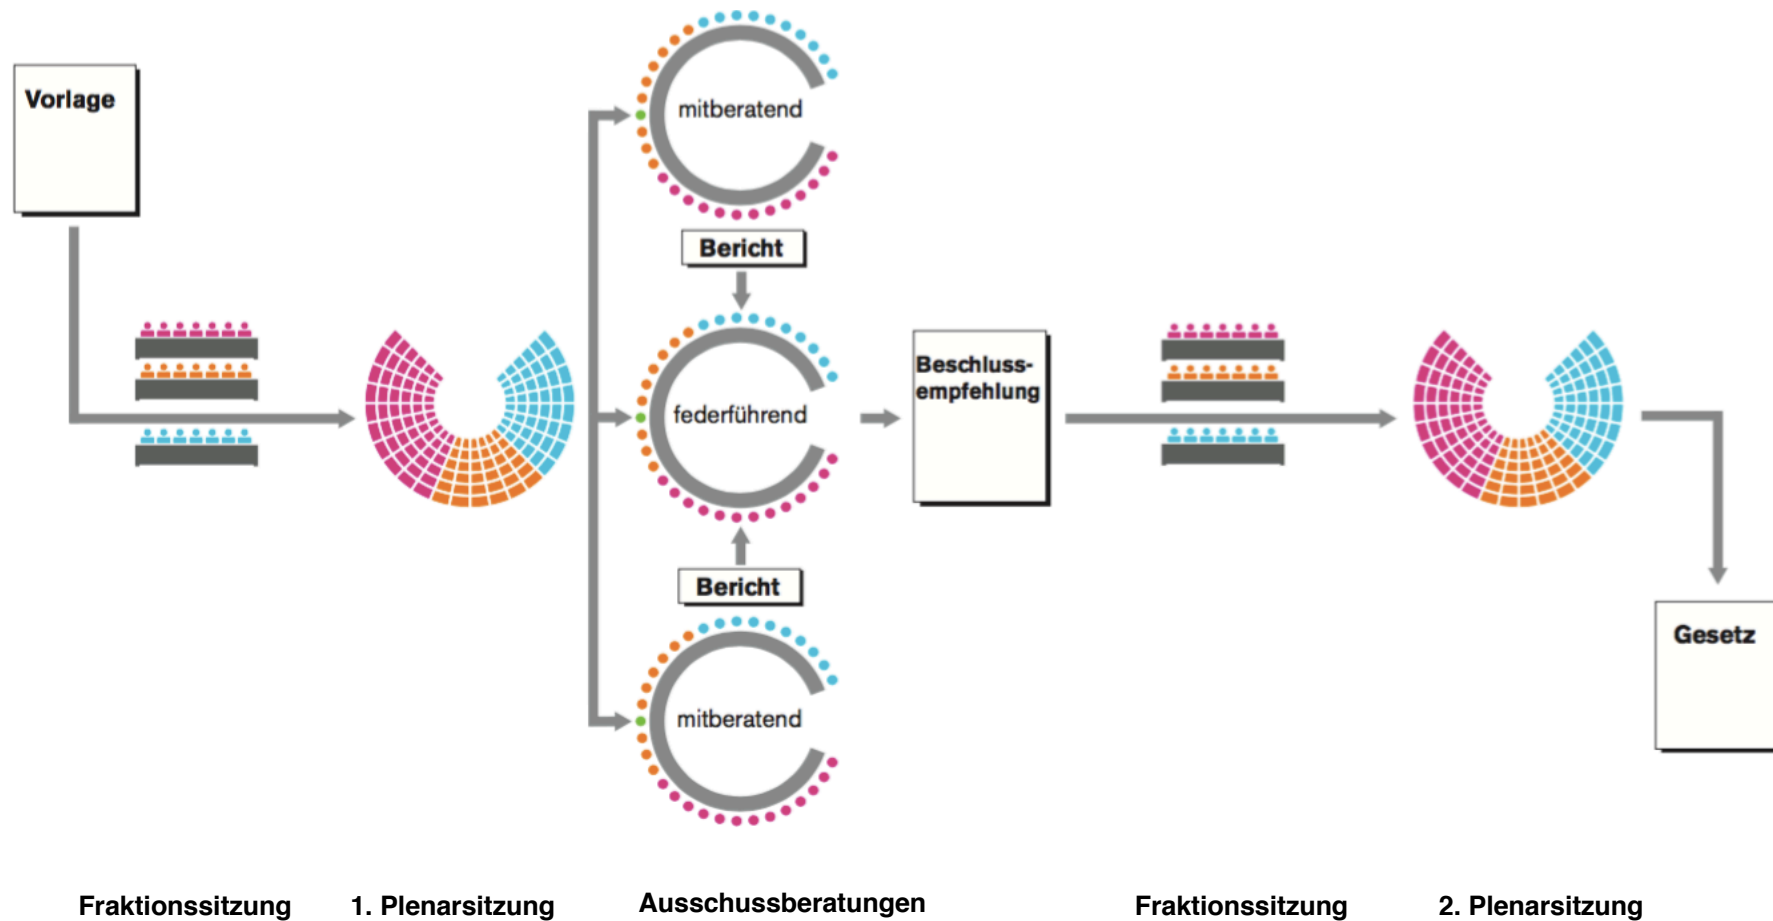 Vorlage
mitberatend
Bericht
federführend
Bericht
mitberatend
Beschluss-
empfehlung
Gesetz
Fraktionssitzung
1. Plenarsitzung
Ausschussberatungen
Fraktionssitzung
2. Plenarsitzung